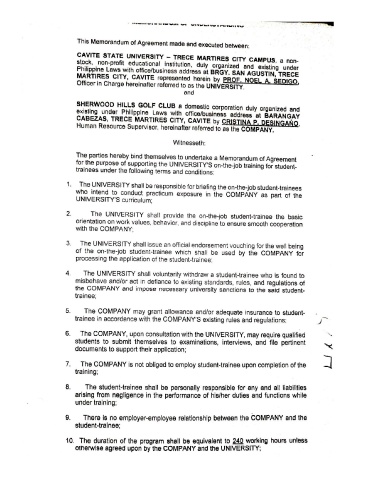 MEMORANDUM OF UNDERSTANDING
This Memorandum of Agreement made and executed between:
CAVITE STATE UNIVERSITY – TRECE MARTIRES CITY CAMPUS, a non-
stock, non-profit educational institution, duly organized and existing under
Philippine Laws with office/business address at BRGY. SAN AGUSTIN, TRECE
MARTIRES CITY, CAVITE represented herein by PROF. NOEL A. SEDIGO,
Officer in Charge hereinafter referred to as the UNIVERSITY.
and
SHERWOOD HILLS GOLF CLUB a domestic corporation duly organized and
existing under Philippine Laws with office/business address at BARANGAY
CABEZAS, TRECE MARTIRES CITY, CAVITE by CRISTINA P. DESINGAÑO,
Human Resource Supervisor, hereinafter referred to as the COMPANY.
Witnesseth:
The parties hereby bind themselves to undertake a Memorandum of Agreement
for the purpose of supporting the UNIVERSITY'S on-the-job training for student-
trainees under the following terms and conditions:
1. The UNIVERSITY shall be responsible for briefing the on-the-job student-trainees
who intend to conduct practicum exposure in the COMPANY as part of the
UNIVERSITY'S curriculum;
2. The UNIVERSITY shall provide the on-the-job student-trainee the basic
orientation on work values, behavior, and discipline to ensure smooth cooperation
with the COMPANY;
3. The UNIVERSITY shall issue an official endorsement vouching for the well being
of the on-the-job student-trainee which shall be used by the COMPANY for
processing the application of the student-trainee;
4. The UNIVERSITY shall voluntarily withdraw a student-trainee who is found to
misbehave and/or act in defiance to existing standards, rules, and regulations of
the COMPANY and impose necessary university sanctions to the said student-
trainee;
5. The COMPANY may grant allowance and/or adequate insurance to student-
trainee in accordance with the COMPANY'S existing rules and regulations;
6. The COMPANY, upon consultation with the UNIVERSITY, may require qualified
students to submit themselves to examinations, interviews, and file pertinent
documents to support their application;
7. The COMPANY is not obliged to employ student-trainee upon completion of the
training;
8. The student-trainee shall be personally responsible for any and all liabilities
arising from negligence in the performance of his/her duties and functions while
under training;
9. There is no employer-employee relationship between the COMPANY and the
student-trainee;
10. The duration of the program shall be equivalent to 240 working hours unless
otherwise agreed upon by the COMPANY and the UNIVERSITY;